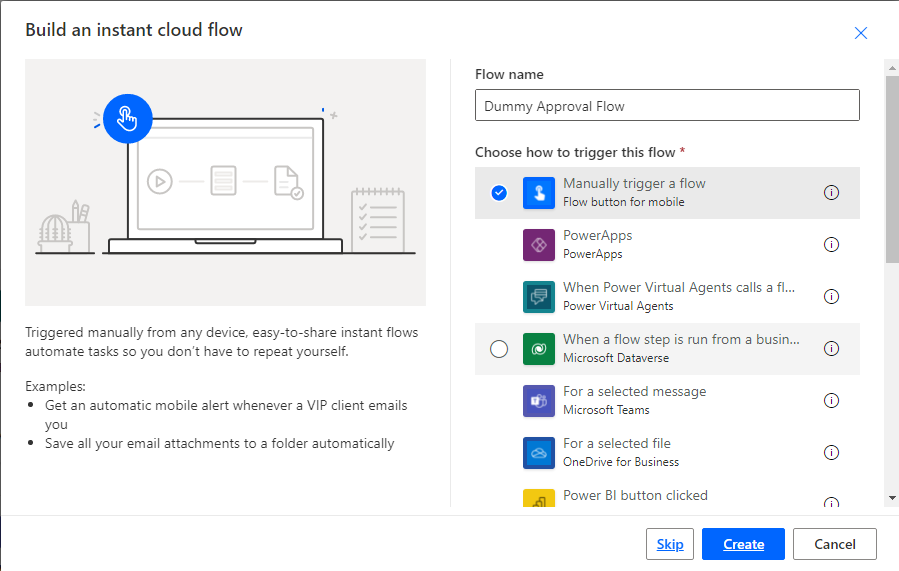 Build an instant cloud flow
Triggered manually from any device, easy-to-share instant flows
automate tasks so you don't have to repeat yourself.
Examples:
Get an automatic mobile alert whenever a VIP client emails
you
Save all your email attachments to a folder automatically
Flow name
Dummy Approval Flow
Choose how to trigger this flow *
Manually trigger a flow
Flow button for mobile
PowerApps
PowerApps
When Power Virtual Agents calls a fl...
Power Virtual Agents
When a flow step is run from a busin...
Microsoft Dataverse
For a selected message
Microsoft Teams
For a selected file
OneDrive for Business
Power BI button clicked
Skip
Create
Cancel